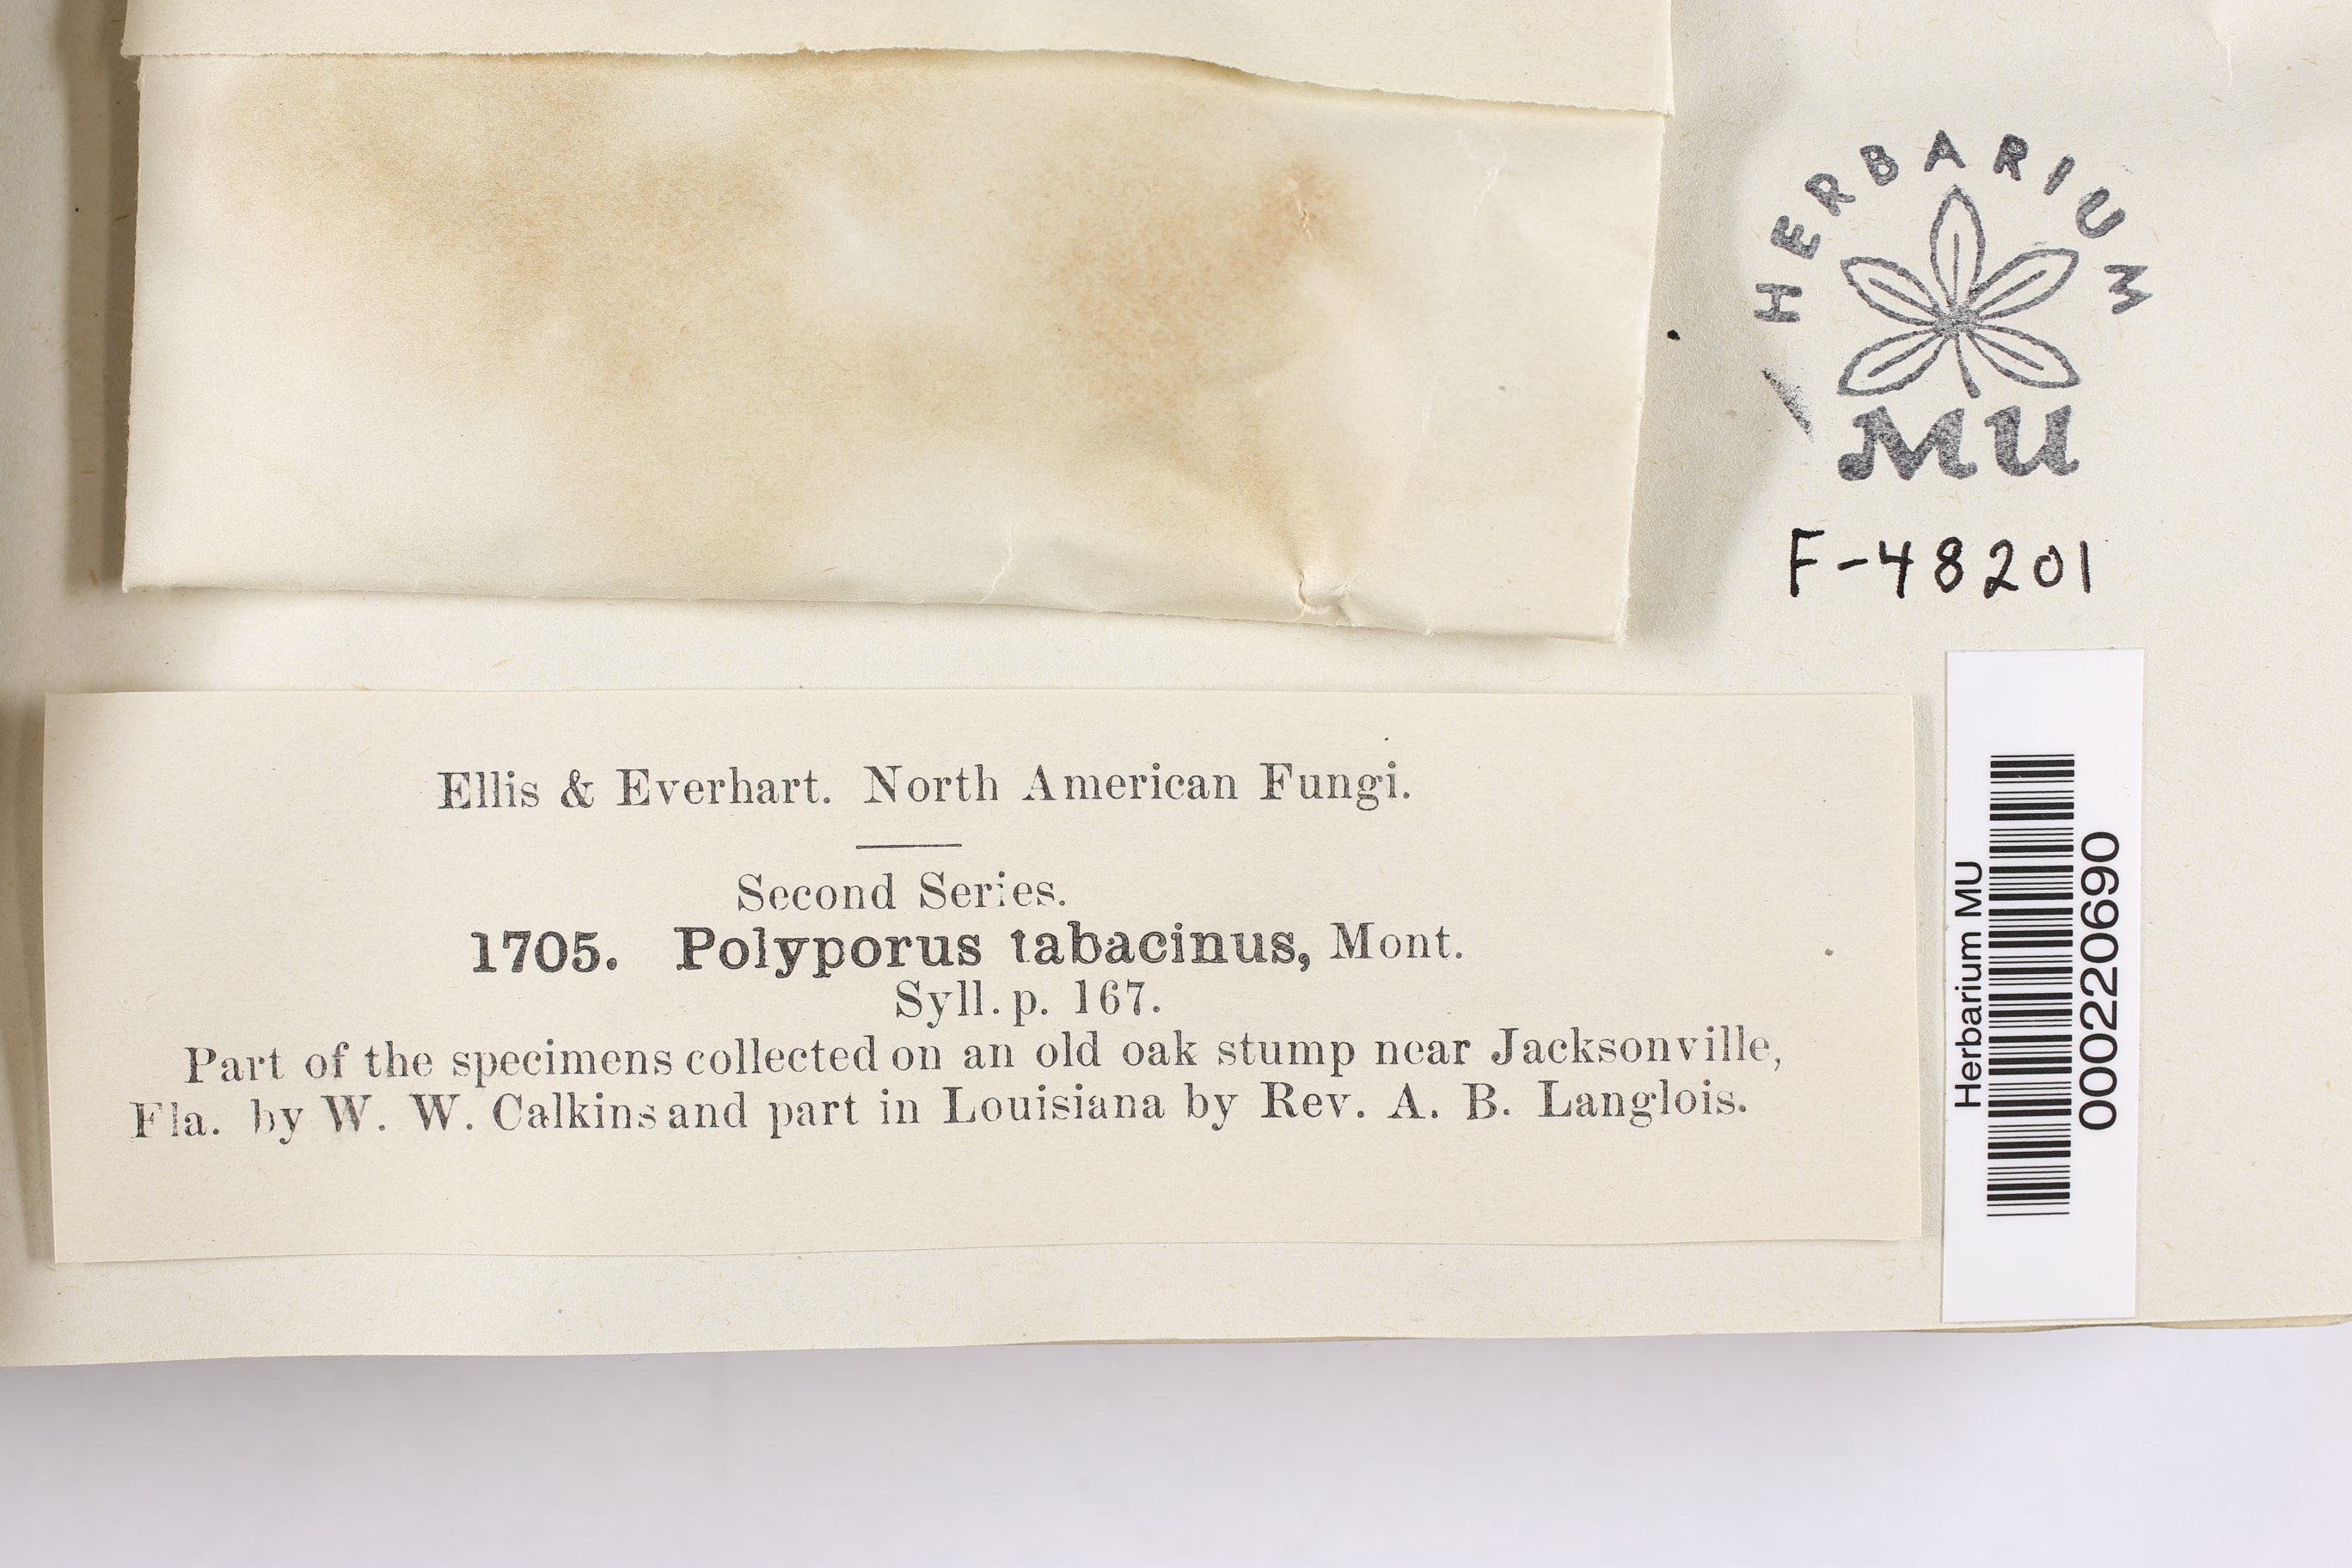 HERBARIUM
MU
F-48201
Ellis & Everhart. North American Fungi.
Second Series.
1705. Polyporus tabacinus, Mont.
Syll. p. 167.
Part of the specimens collected on an old oak stump near Jacksonville,
Fla. by W. W. Calkins and part in Louisiana by Rev. A. B. Langlois.
Herbarium MU
000220690